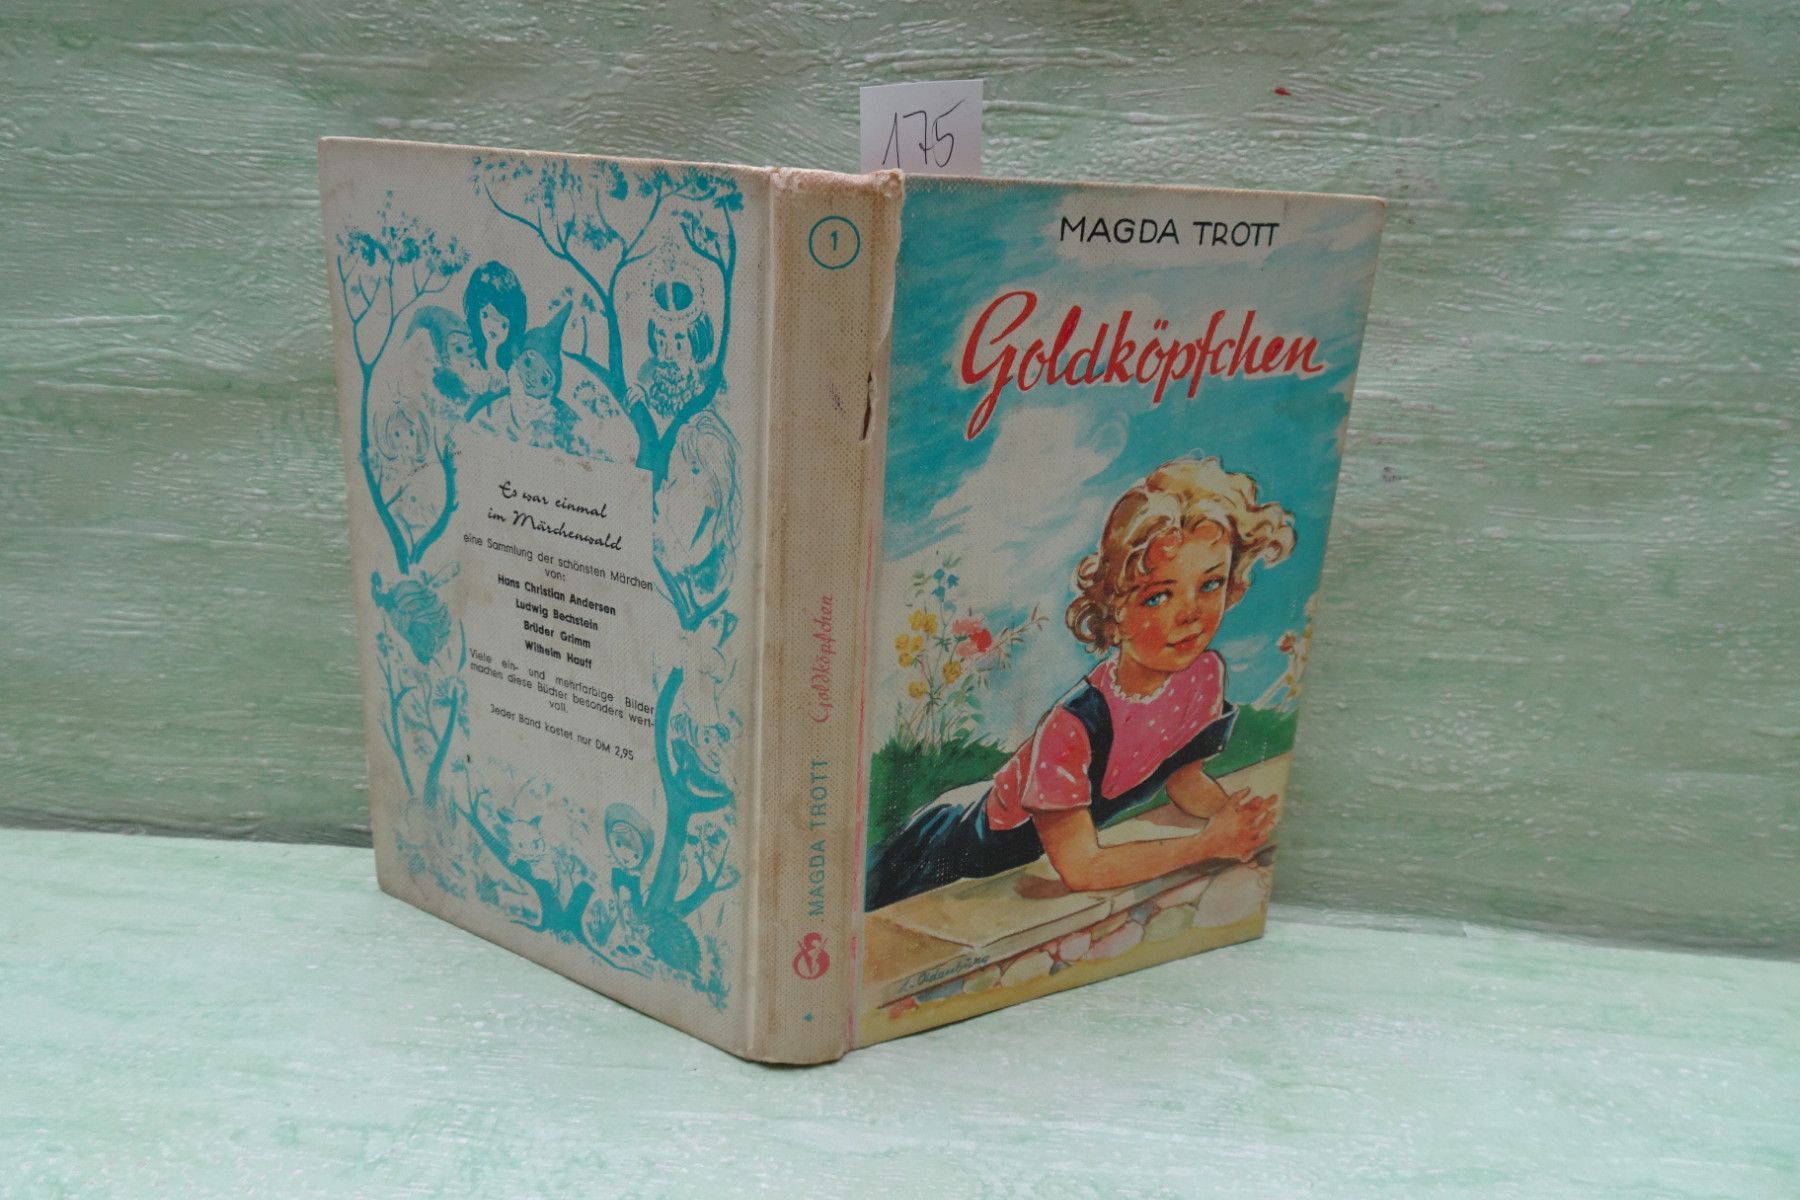 175
Es war einmal
im Märchenwald
eine Sammlung der schönsten Märchen
von:
Hans Christian Andersen
Ludwig Bechstein
Brüder Grimm
Wilhelm Hauff
Viele ein- und mehrfarbige Bilder
machen diese Bücher besonders wert-
voll.
Jeder Band kostet nur DM 2,95
1
MAGDA TROTT Goldköpfchen
MAGDA TROTT
Goldköpfchen
L. Oldenburg